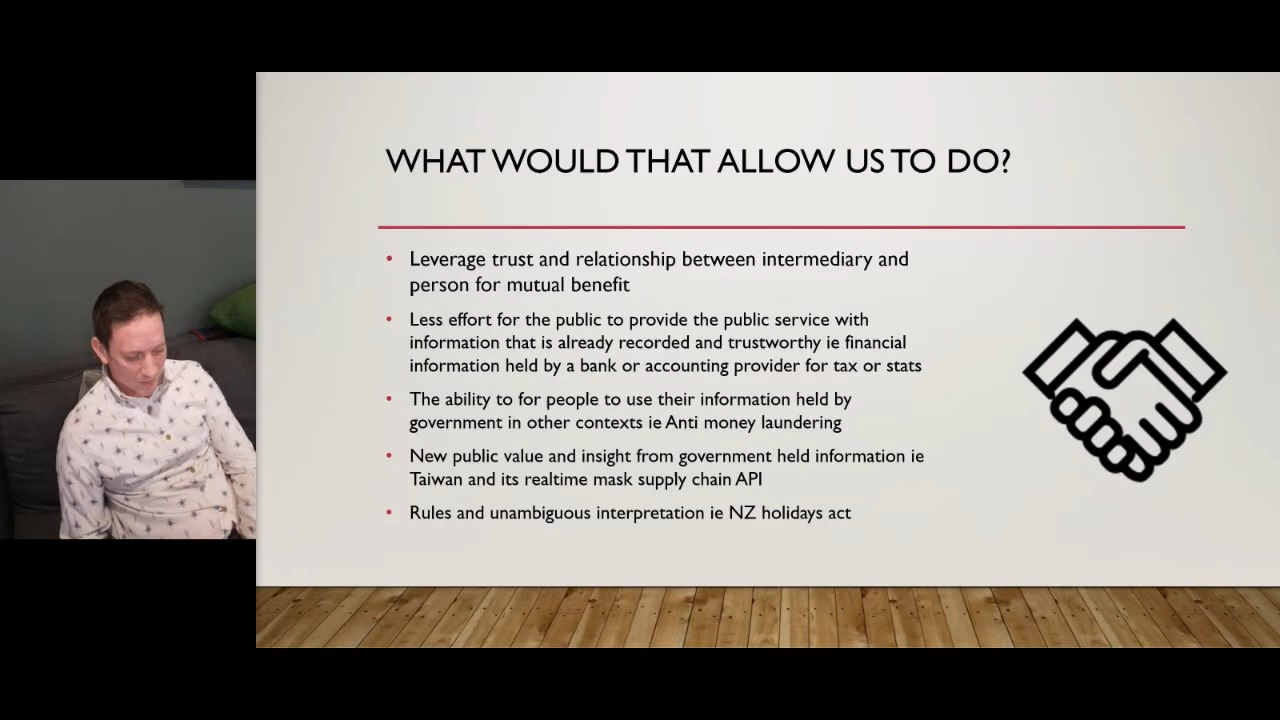 WHAT WOULD THAT ALLOW US TO DO?
• Leverage trust and relationship between intermediary and
person for mutual benefit
• Less effort for the public to provide the public service with
information that is already recorded and trustworthy ie financial
information held by a bank or accounting provider for tax or stats
• The ability to for people to use their information held by
government in other contexts ie Anti money laundering
• New public value and insight from government held information ie
Taiwan and its realtime mask supply chain API
• Rules and unambiguous interpretation ie NZ holidays act